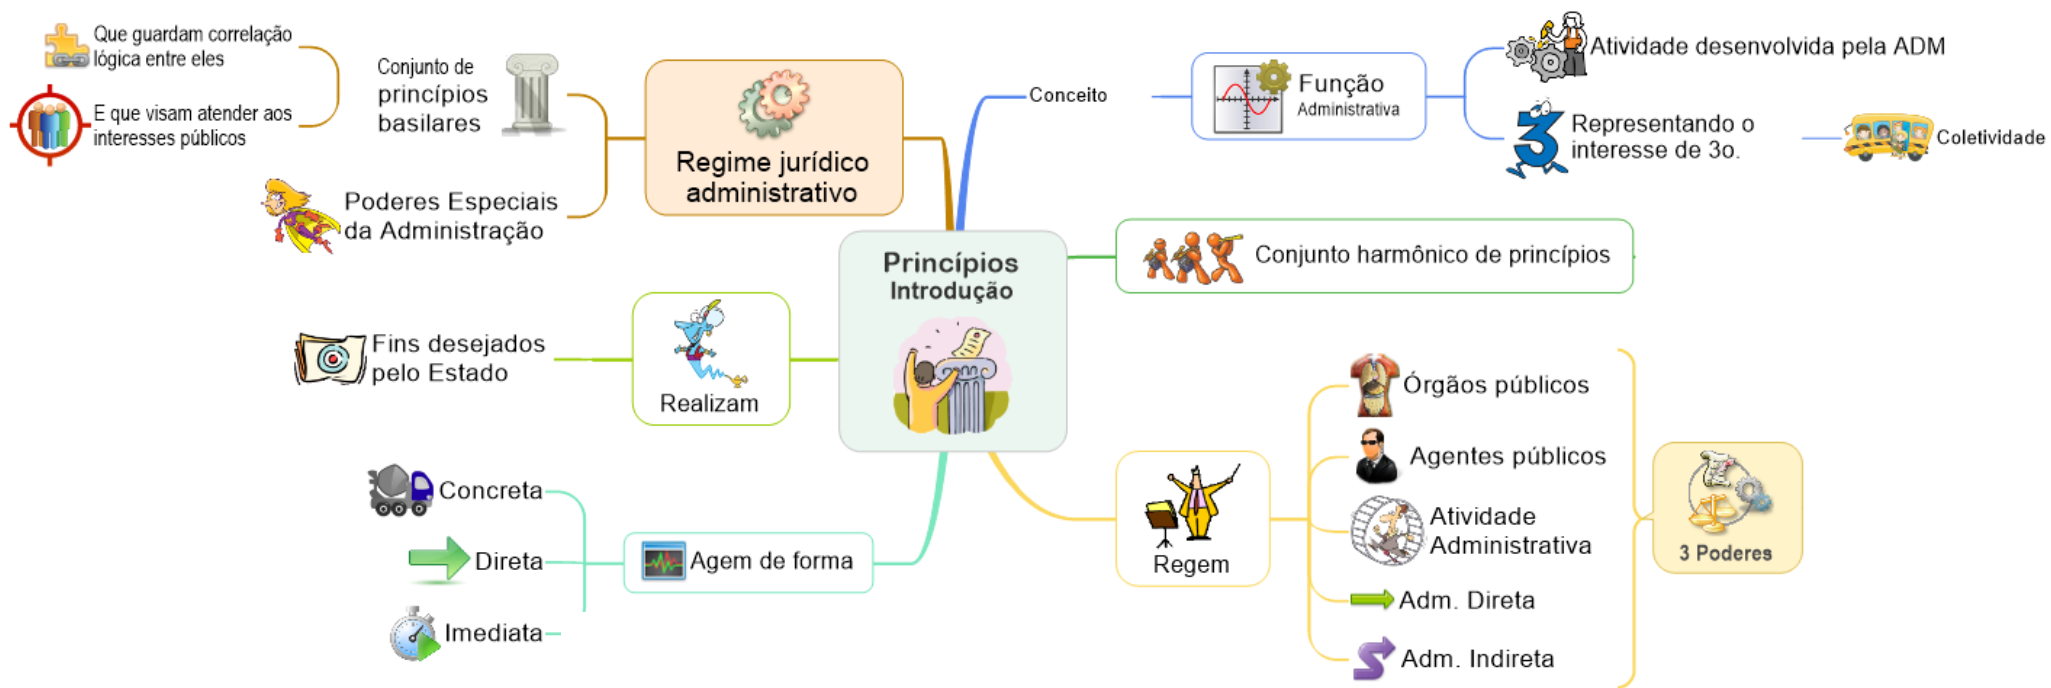 Princípios
Introdução
Conceito
Função
Administrativa
Atividade desenvolvida pela ADM
Representando o
interesse de 3o.
Coletividade
Conjunto harmônico de princípios
Regem
Órgãos públicos
Agentes públicos
Atividade
Administrativa
Adm. Direta
Adm. Indireta
3 Poderes
Agem de forma
Concreta
Direta
Imediata
Realizam
Fins desejados
pelo Estado
Regime jurídico
administrativo
Conjunto de
princípios
basilares
Que guardam correlação
lógica entre eles
E que visam atender aos
interesses públicos
Poderes Especiais
da Administração